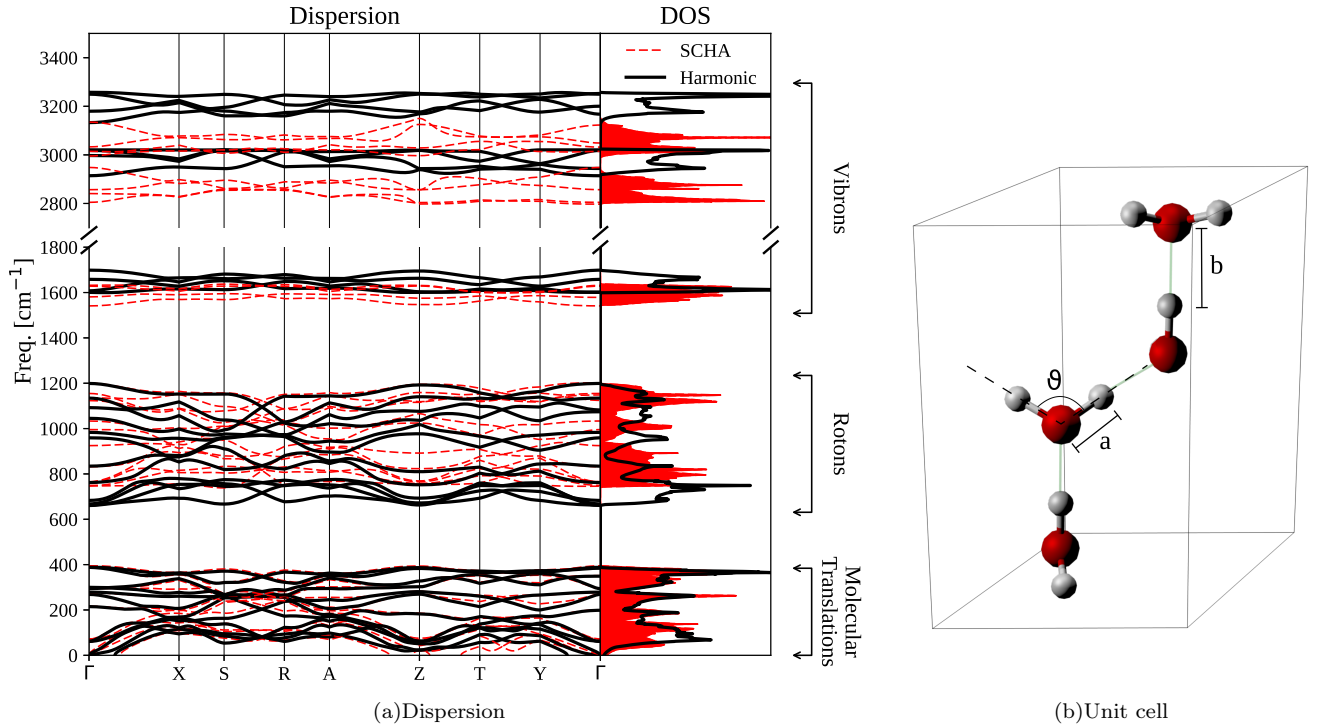 Dispersion
DOS
SCHA
Harmonic
Freq. [cm⁻¹]
3400
3200
3000
2800
1800
1600
1400
1200
1000
800
600
400
200
0
Γ X S R A Z T Y Γ
Vibrons
Rotons
Molecular
Translations
(a)Dispersion
b
ϑ
a
(b)Unit cell